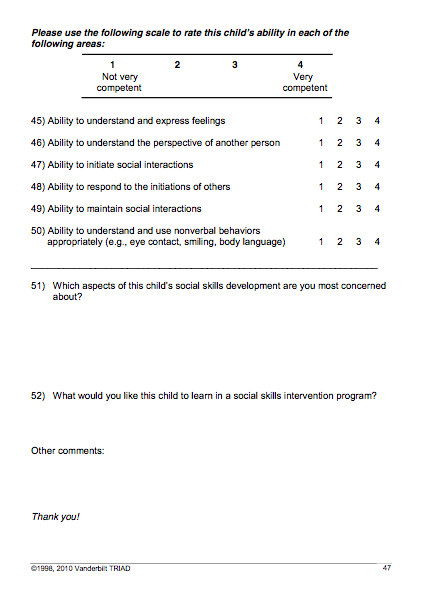 Please use the following scale to rate this child's ability in each of the
following areas:
1 2 3 4
Not very Very
competent competent
45) Ability to understand and express feelings 1 2 3 4
46) Ability to understand the perspective of another person 1 2 3 4
47) Ability to initiate social interactions 1 2 3 4
48) Ability to respond to the initiations of others 1 2 3 4
49) Ability to maintain social interactions 1 2 3 4
50) Ability to understand and use nonverbal behaviors
appropriately (e.g., eye contact, smiling, body language) 1 2 3 4
51) Which aspects of this child's social skills development are you most concerned
about?
52) What would you like this child to learn in a social skills intervention program?
Other comments:
Thank you!
©1998, 2010 Vanderbilt TRIAD 47